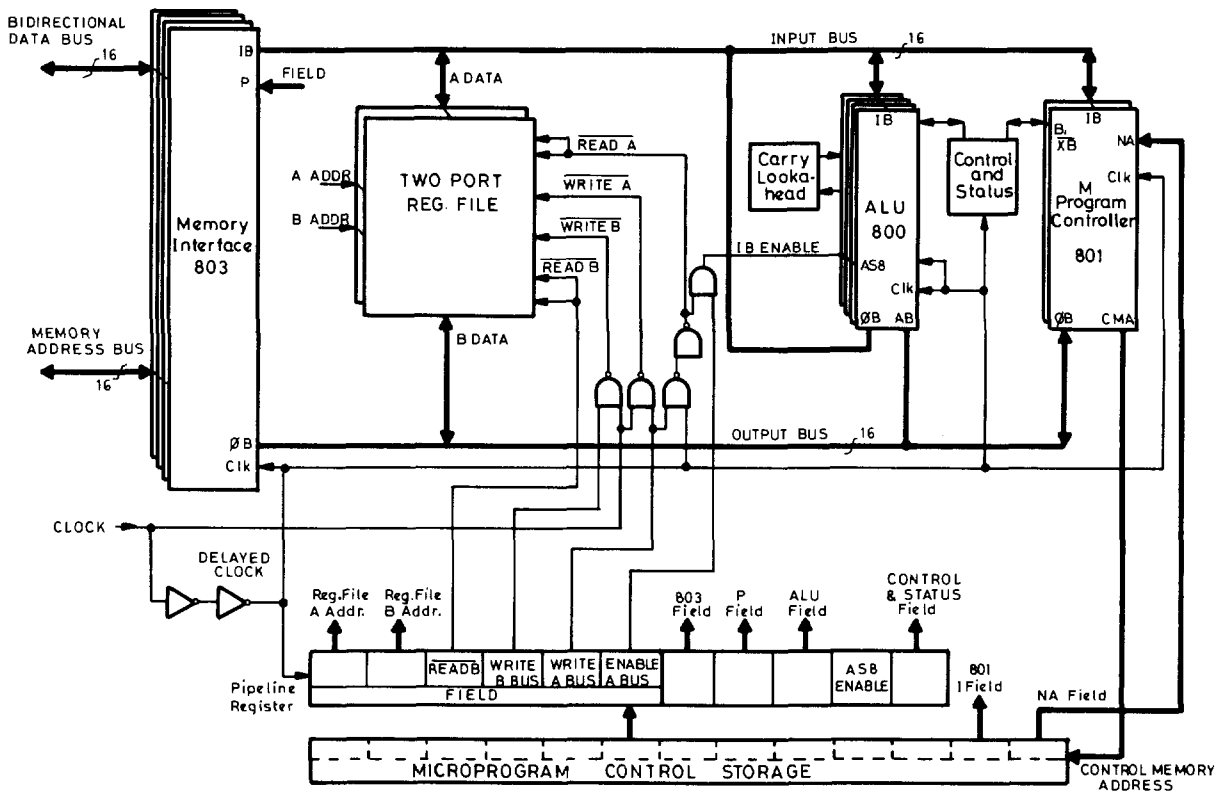 BIDIRECTIONAL
DATA BUS
16
IB
P
FIELD
A DATA
INPUT BUS
16
A ADDR
B ADDR
TWO PORT
REG. FILE
READ A
WRITE A
WRITE B
READ B
IB ENABLE
Carry
Looka-
head
IB
ALU
800
AS8
Clk
ØB
AB
Control
and
Status
IB
B,
XB
NA
Clk
M
Program
Controller
801
ØB
CMA
Memory
Interface
803
MEMORY
ADDRESS BUS
16
B DATA
ØB
Clk
OUTPUT BUS
16
CLOCK
DELAYED
CLOCK
Reg.File
A Addr.
Reg.File
B Addr.
803
Field
P
Field
ALU
Field
CONTROL
& STATUS
Field
READB
WRITE
B BUS
WRITE
A BUS
ENABLE
A BUS
AS8
ENABLE
FIELD
Pipeline
Register
801
I Field
NA Field
MICROPROGRAM CONTROL STORAGE
CONTROL MEMORY
ADDRESS